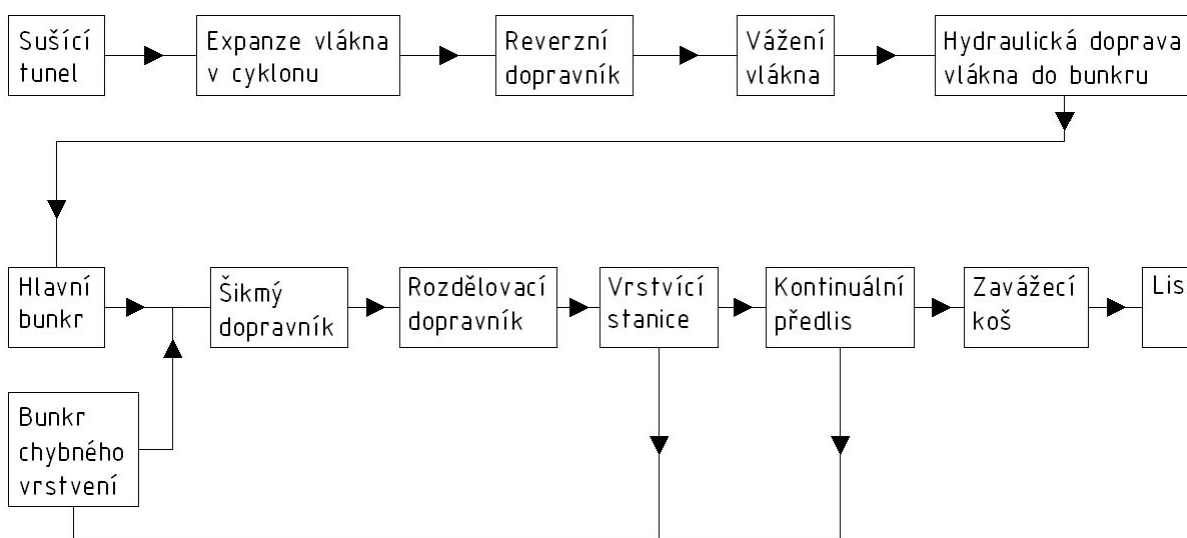 Sušící
tunel
Expanze vlákna
v cyklonu
Reverzní
dopravník
Vážení
vlákna
Hydraulická doprava
vlákna do bunkru
Hlavní
bunkr
Šikmý
dopravník
Rozdělovací
dopravník
Vrstvící
stanice
Kontinuální
předlis
Zavážecí
koš
Lis
Bunkr
chybného
vrstvení